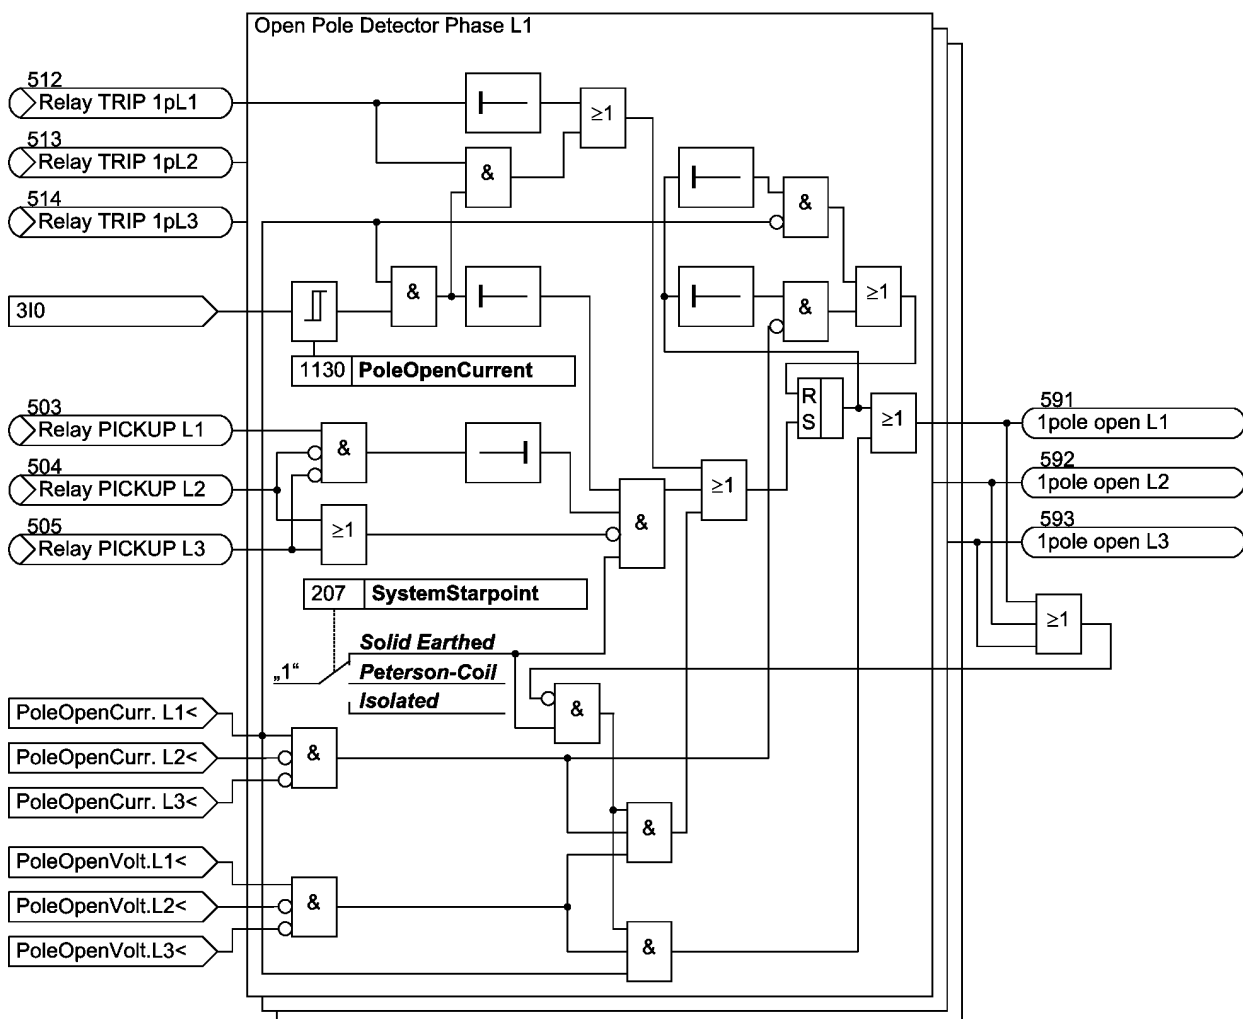 Open Pole Detector Phase L1
512
Relay TRIP 1pL1
513
Relay TRIP 1pL2
514
Relay TRIP 1pL3
≥1
&
&
&
3I0
&
&
≥1
1130 PoleOpenCurrent
R
S
≥1
503
Relay PICKUP L1
504
Relay PICKUP L2
505
Relay PICKUP L3
&
≥1
&
≥1
591
1pole open L1
592
1pole open L2
593
1pole open L3
≥1
207 SystemStarpoint
„1“
Solid Earthed
Peterson-Coil
Isolated
&
PoleOpenCurr. L1<
PoleOpenCurr. L2<
PoleOpenCurr. L3<
&
&
PoleOpenVolt.L1<
PoleOpenVolt.L2<
PoleOpenVolt.L3<
&
&